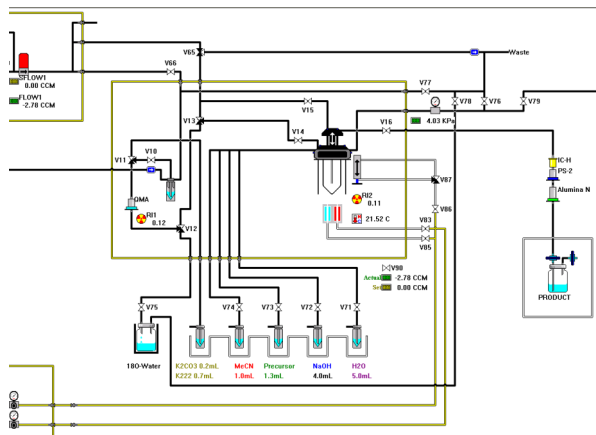 V65
Waste
V66
SFLOW1
0.00 CCM
FLOW1
-2.78 CCM
V77
V15
V78
V76
V79
V13
V14
V16
4.03 KPa
V11
V10
IC-H
PS-2
V87
Alumina N
QMA
RI1
0.12
RI2
0.11
V86
V12
21.52 C
V83
V85
V90
Actual -2.78 CCM
Set 0.00 CCM
PRODUCT
V75
V74
V73
V72
V71
18O-Water
K2CO3 0.2mL
MeCN
Precursor
NaOH
H2O
K222 0.7mL
1.0mL
1.3mL
4.0mL
5.0mL